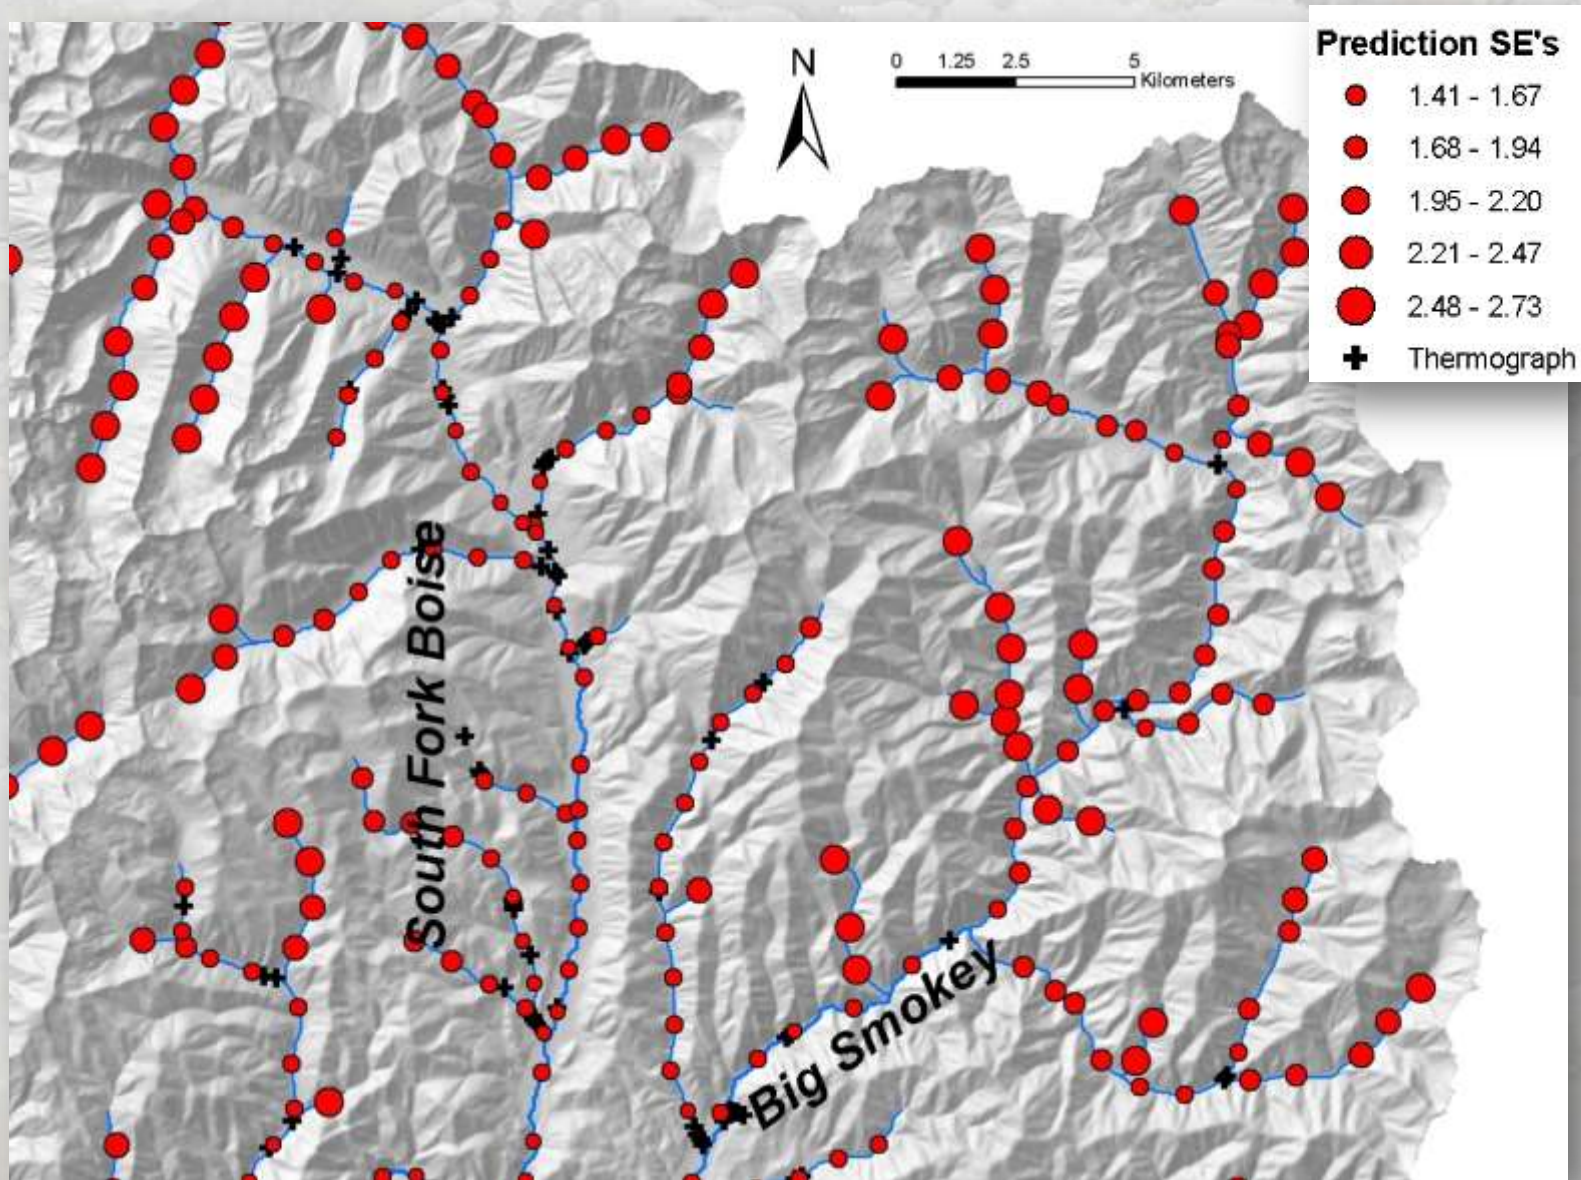 N
0 1.25 2.5 5
Kilometers
Prediction SE's
1.41 - 1.67
1.68 - 1.94
1.95 - 2.20
2.21 - 2.47
2.48 - 2.73
Thermograph
South Fork Boise
Big Smokey